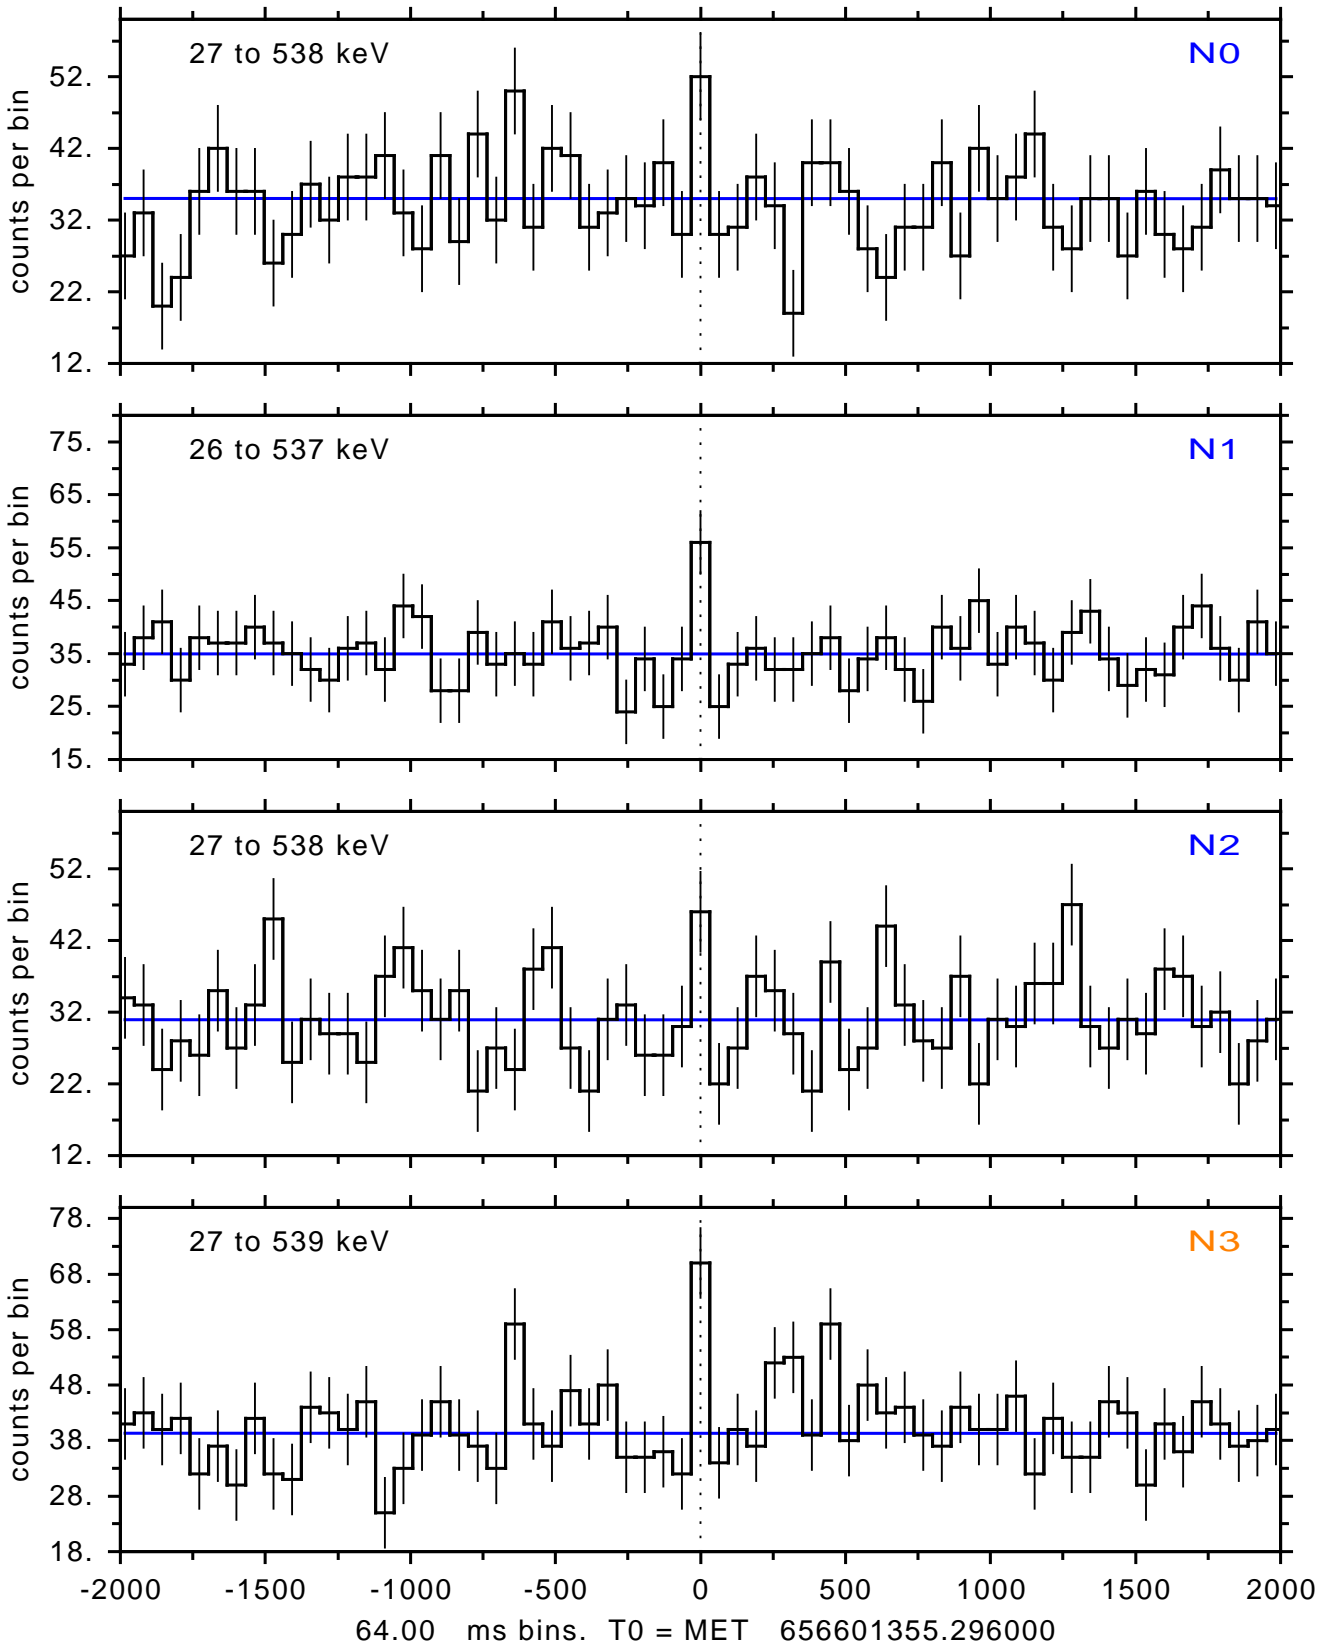 27 to 538 keV N0
52.
42.
32.
22.
12.
counts per bin
26 to 537 keV N1
75.
65.
55.
45.
35.
25.
15.
counts per bin
27 to 538 keV N2
52.
42.
32.
22.
12.
counts per bin
27 to 539 keV N3
78.
68.
58.
48.
38.
28.
18.
counts per bin
-2000 -1500 -1000 -500 0 500 1000 1500 2000
64.00 ms bins. T0 = MET 656601355.296000